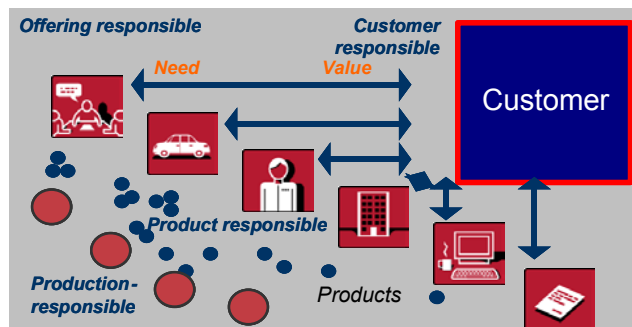 Offering responsible
Customer
responsible
Need
Value
Customer
Product responsible
Production-
responsible
Products